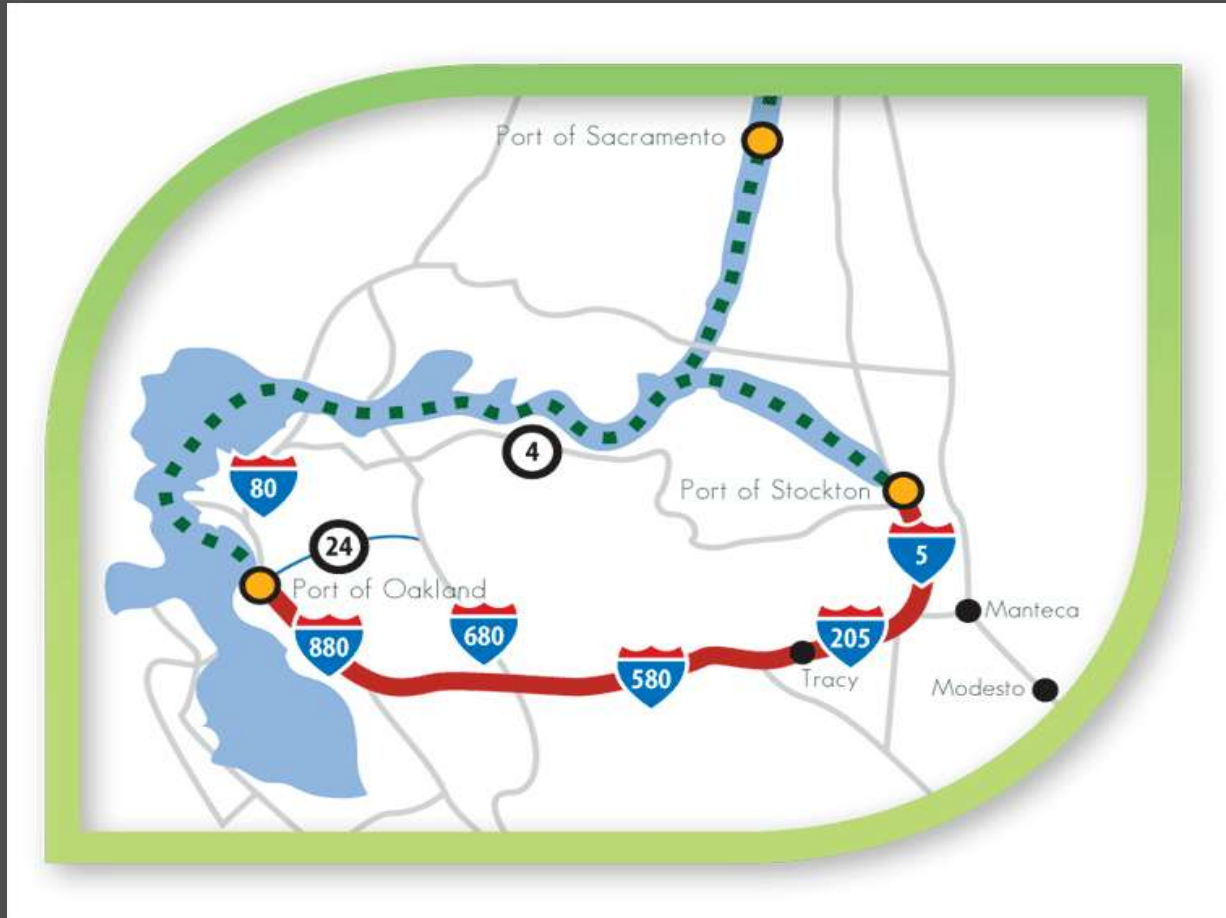 Port of Sacramento
4
80
Port of Stockton
24
5
Port of Oakland
Manteca
880
680
205
580
Tracy
Modesto